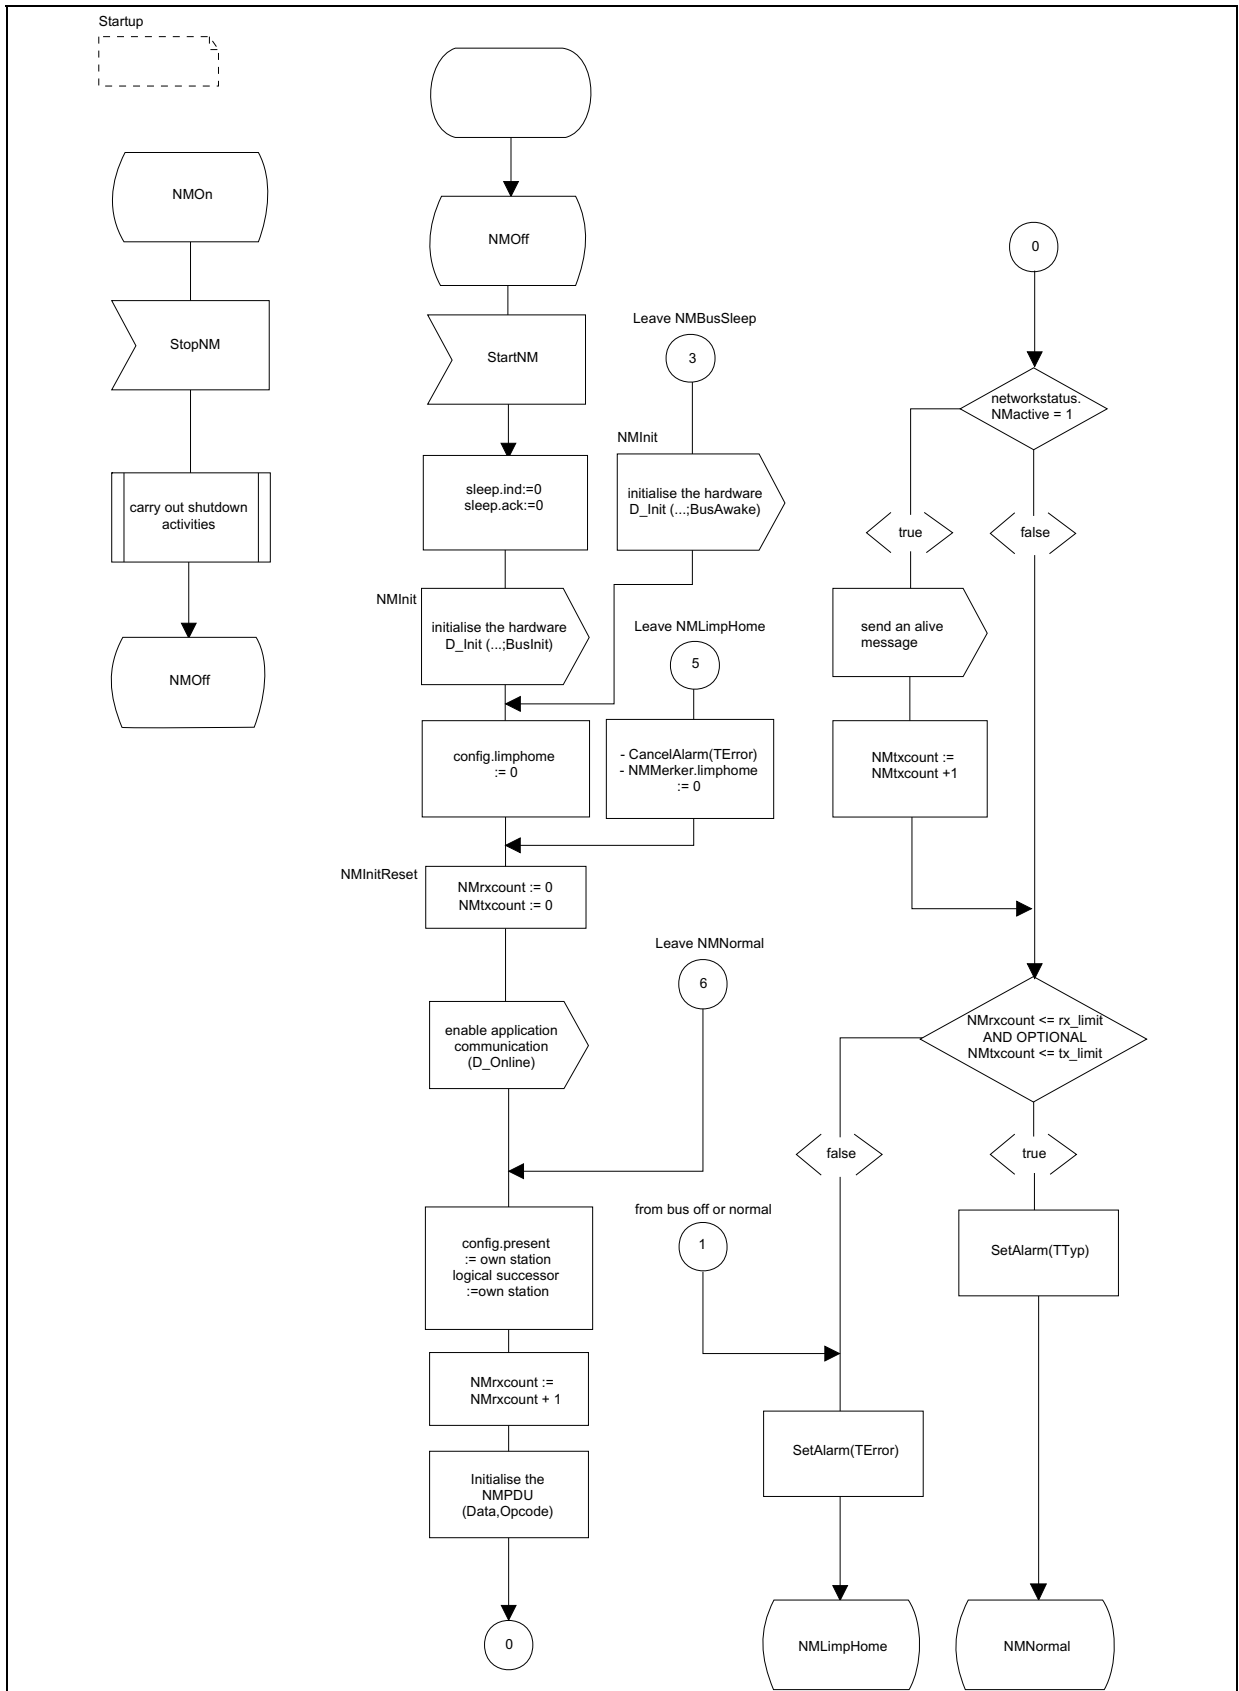 Startup
NMOn
StopNM
carry out shutdown
activities
NMOff
NMOff
StartNM
sleep.ind:=0
sleep.ack:=0
NMInit
initialise the hardware
D_Init (...;BusInit)
config.limphome
:= 0
NMInitReset
NMrxcount := 0
NMtxcount := 0
enable application
communication
(D_Online)
config.present
:= own station
logical successor
:=own station
NMrxcount :=
NMrxcount + 1
Initialise the
NMPDU
(Data,Opcode)
0
Leave NMBusSleep
3
NMInit
initialise the hardware
D_Init (...;BusAwake)
Leave NMLimpHome
5
- CancelAlarm(TError)
- NMMerker.limphome
:= 0
Leave NMNormal
6
from bus off or normal
1
0
networkstatus.
NMactive = 1
true
false
send an alive
message
NMtxcount :=
NMtxcount +1
NMrxcount <= rx_limit
AND OPTIONAL
NMtxcount <= tx_limit
false
true
SetAlarm(TTyp)
SetAlarm(TError)
NMLimpHome
NMNormal